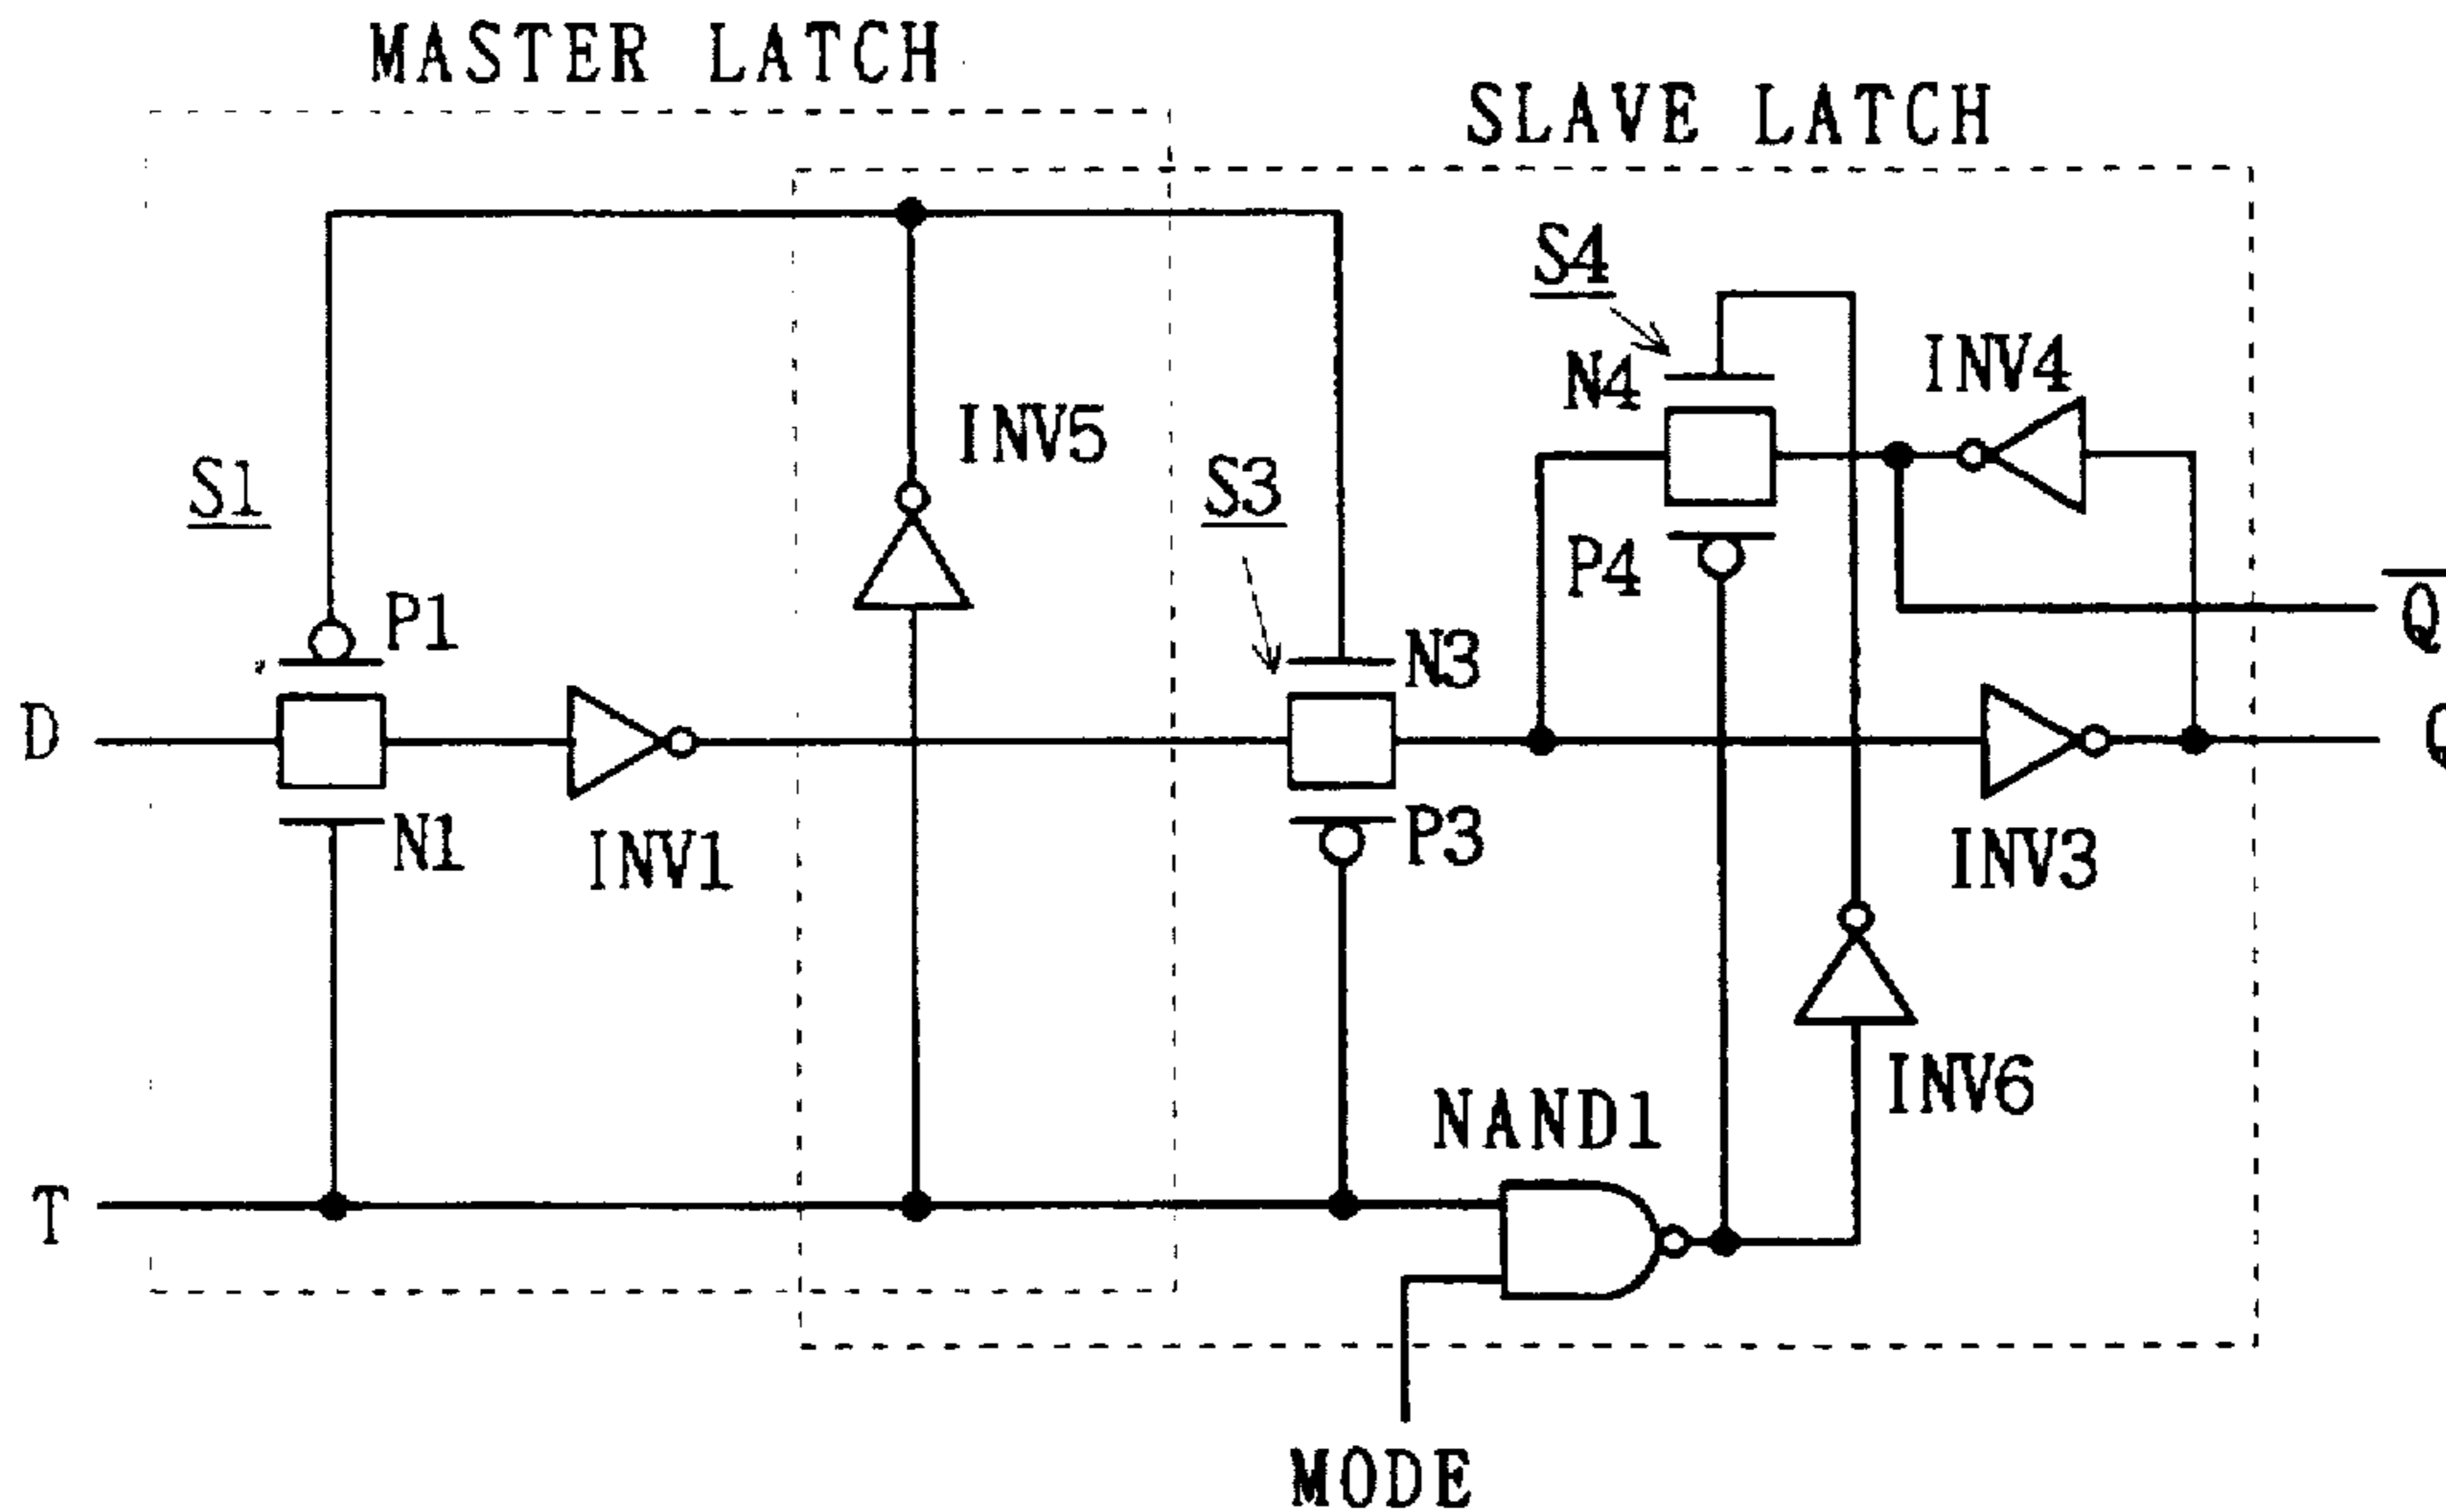 MASTER LATCH
SLAVE LATCH
S4
N4
INV4
INV5
S1
S3
P4
P1
Q
N3
D
Q
N1
INV1
P3
INV3
INV6
NAND1
T
MODE